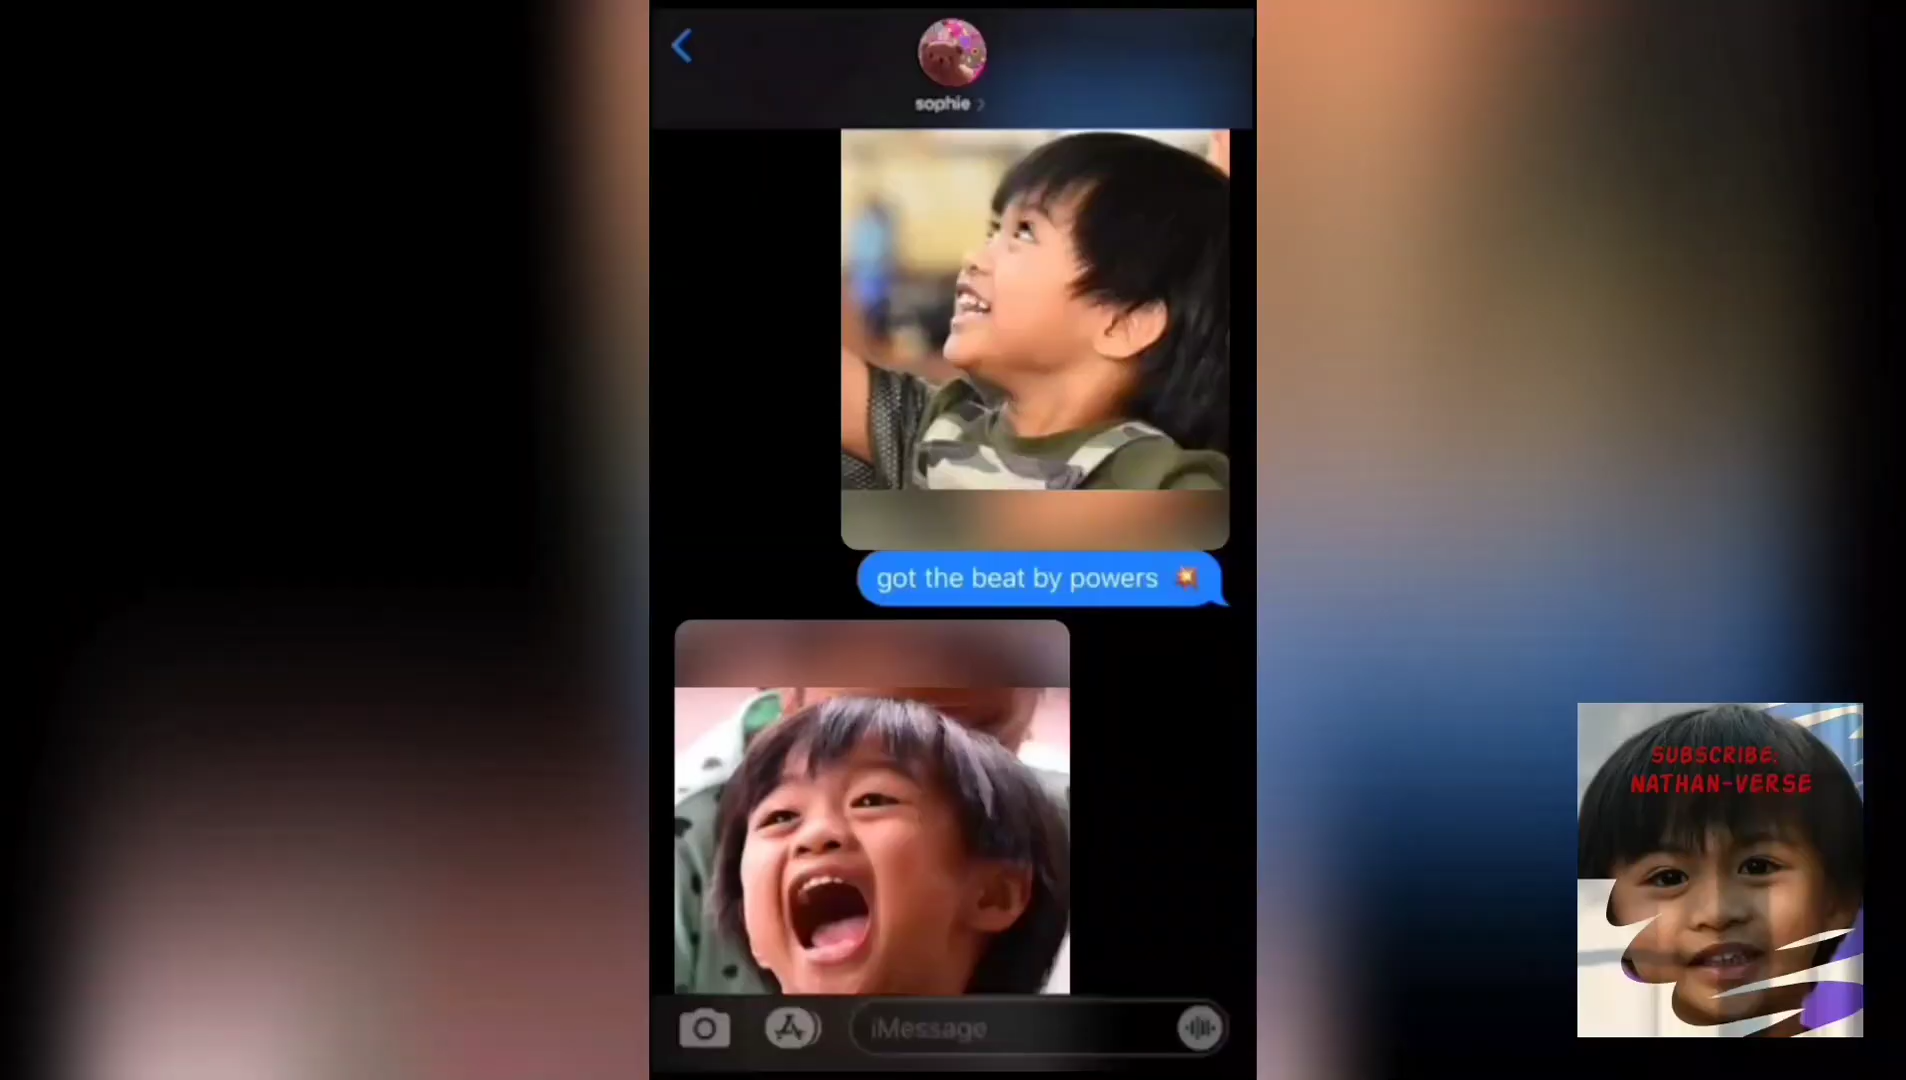 sophie
got the beat by powers 💥
iMessage
SUBSCRIBE:
NATHAN-VERSE